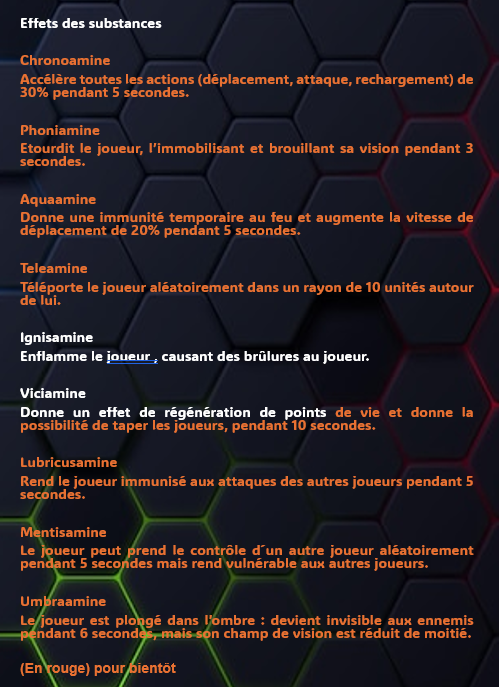 Effets des substances
Chronoamine
Accélère toutes les actions (déplacement, attaque, rechargement) de
30% pendant 5 secondes.
Phoniamine
Etourdit le joueur, l’immobilisant et brouillant sa vision pendant 3
secondes.
Aquaamine
Donne une immunité temporaire au feu et augmente la vitesse de
déplacement de 20% pendant 5 secondes.
Teleamine
Téléporte le joueur aléatoirement dans un rayon de 10 unités autour
de lui.
Ignisamine
Enflamme le joueur , causant des brûlures au joueur.
Viciamine
Donne un effet de régénération de points de vie et donne la
possibilité de taper les joueurs, pendant 10 secondes.
Lubricusamine
Rend le joueur immunisé aux attaques des autres joueurs pendant 5
secondes.
Mentisamine
Le joueur peut prend le contrôle d´un autre joueur aléatoirement
pendant 5 secondes mais rend vulnérable aux autres joueurs.
Umbraamine
Le joueur est plongé dans l'ombre : devient invisible aux ennemis
pendant 6 secondes, mais son champ de vision est réduit de moitié.
(En rouge) pour bientôt